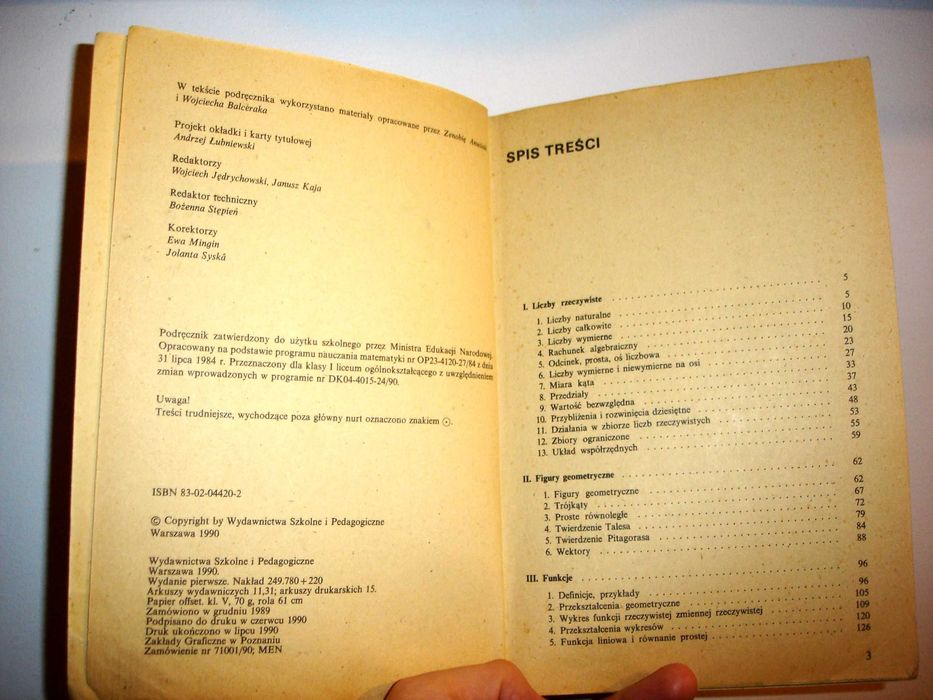 W tekście podręcznika wykorzystano materiały opracowane przez Zenobię
i Wojciecha Balceraka
Projekt okładki i karty tytułowej
Andrzej Łubniewski
Redaktorzy
Wojciech Jędrychowski, Janusz Kaja
Redaktor techniczny
Bożenna Stępień
Korektorzy
Ewa Mingin
Jolanta Syska
Podręcznik zatwierdzony do użytku szkolnego przez Ministra Edukacji Narodowej.
Opracowany na podstawie programu nauczania matematyki nr OP23-4120-27/84 z dnia
31 lipca 1984 r. Przeznaczony dla klasy I liceum ogólnokształcącego z uwzględnieniem
zmian wprowadzonych w programie nr DK04-4015-24/90.
Uwaga!
Treści trudniejsze, wychodzące poza główny nurt oznaczono znakiem ⊙.
ISBN 83-02-04420-2
© Copyright by Wydawnictwa Szkolne i Pedagogiczne
Warszawa 1990
Wydawnictwa Szkolne i Pedagogiczne
Warszawa 1990.
Wydanie pierwsze. Nakład 249.780 + 220
Arkuszy wydawniczych 11,31; arkuszy drukarskich 15.
Papier offset. kl. V, 70 g, rola 61 cm
Zamówiono w grudniu 1989
Podpisano do druku w czerwcu 1990
Druk ukończono w lipcu 1990
Zakłady Graficzne w Poznaniu
Zamówienie nr 71001/90; MEN
SPIS TREŚCI
I. Liczby rzeczywiste 5
1. Liczby naturalne 5
2. Liczby całkowite 10
3. Liczby wymierne 15
4. Rachunek algebraiczny 20
5. Odcinek, prosta, oś liczbowa 23
6. Liczby wymierne i niewymierne na osi 27
7. Miara kąta 33
8. Przedziały 37
9. Wartość bezwzględna 43
10. Przybliżenia i rozwinięcia dziesiętne 48
11. Działania w zbiorze liczb rzeczywistych 53
12. Zbiory ograniczone 55
13. Układ współrzędnych 59
II. Figury geometryczne 62
1. Figury geometryczne 62
2. Trójkąty 67
3. Proste równoległe 72
4. Twierdzenie Talesa 79
5. Twierdzenie Pitagorasa 84
6. Wektory 88
III. Funkcje 96
1. Definicje, przykłady 96
2. Przekształcenia geometryczne 105
3. Wykres funkcji rzeczywistej zmiennej rzeczywistej 109
4. Przekształcenia wykresów 120
5. Funkcja liniowa i równanie prostej 126
3